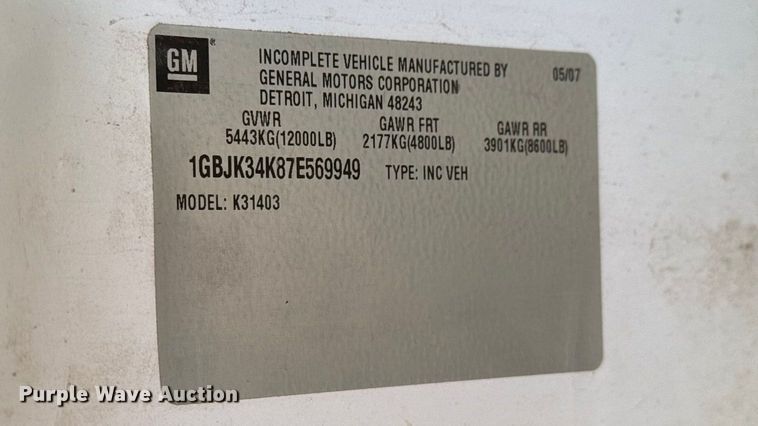 GM ®
INCOMPLETE VEHICLE MANUFACTURED BY 05/07
GENERAL MOTORS CORPORATION
DETROIT, MICHIGAN 48243
GVWR GAWR FRT GAWR RR
5443KG(12000LB) 2177KG(4800LB) 3901KG(8600LB)
1GBJK34K87E569949 TYPE: INC VEH
MODEL: K31403
Purple Wave Auction